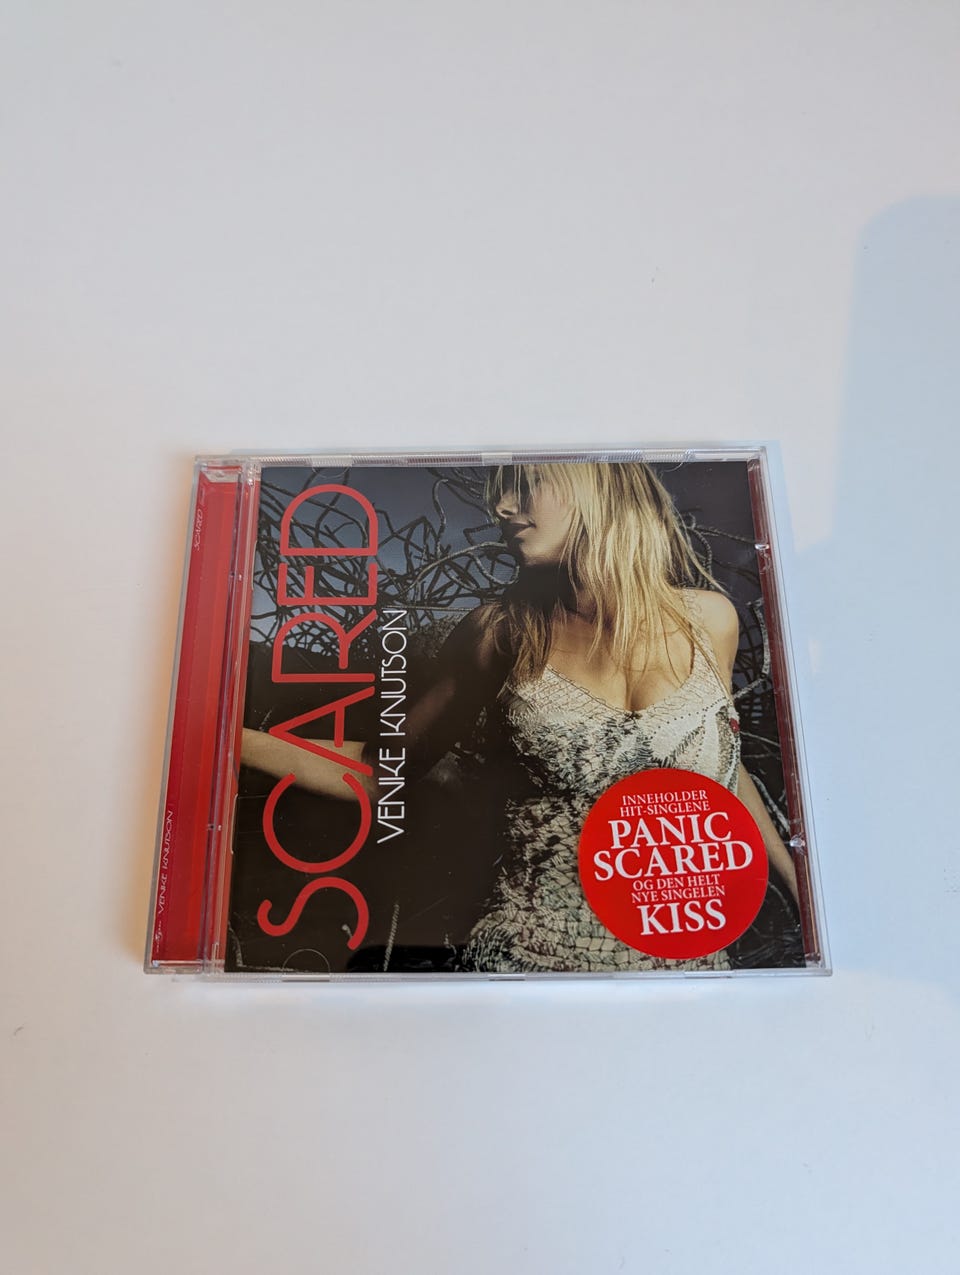 SCARED
VENKE KNUTSON
SCARED
VENKE KNUTSON
INNEHOLDER
HIT-SINGLENE
PANIC
SCARED
OG DEN HELT
NYE SINGELEN
KISS